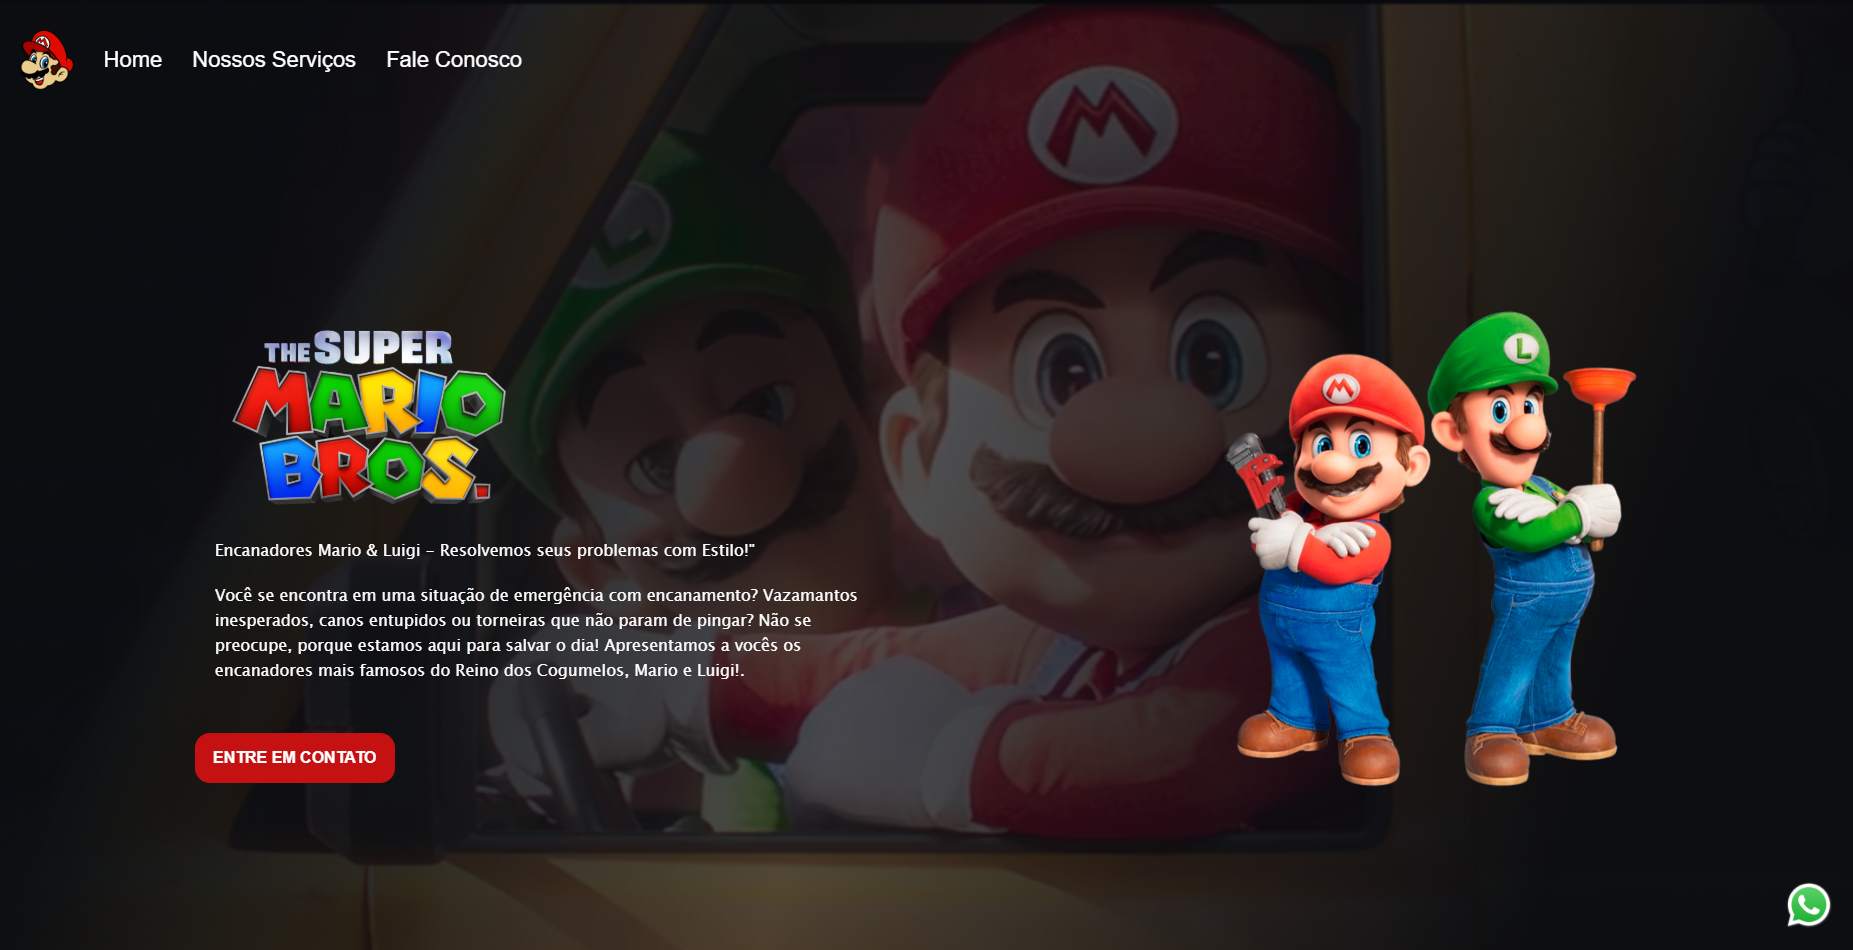 Home Nossos Serviços Fale Conosco
THE SUPER
MARIO
BROS.
Encanadores Mario & Luigi – Resolvemos seus problemas com Estilo!"
Você se encontra em uma situação de emergência com encanamento? Vazamantos
inesperados, canos entupidos ou torneiras que não param de pingar? Não se
preocupe, porque estamos aqui para salvar o dia! Apresentamos a vocês os
encanadores mais famosos do Reino dos Cogumelos, Mario e Luigi!.
ENTRE EM CONTATO
M
L
M
M
L